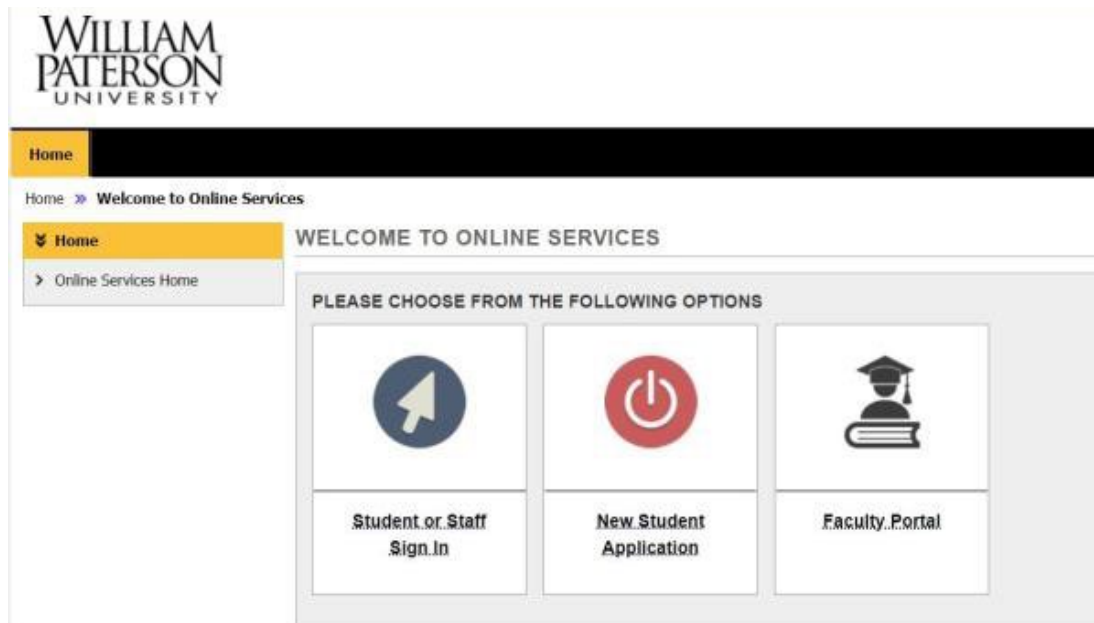 WILLIAM
PATERSON
UNIVERSITY
Home
Home » Welcome to Online Services
Home
Online Services Home
WELCOME TO ONLINE SERVICES
PLEASE CHOOSE FROM THE FOLLOWING OPTIONS
Student or Staff
Sign In
New Student
Application
Faculty Portal